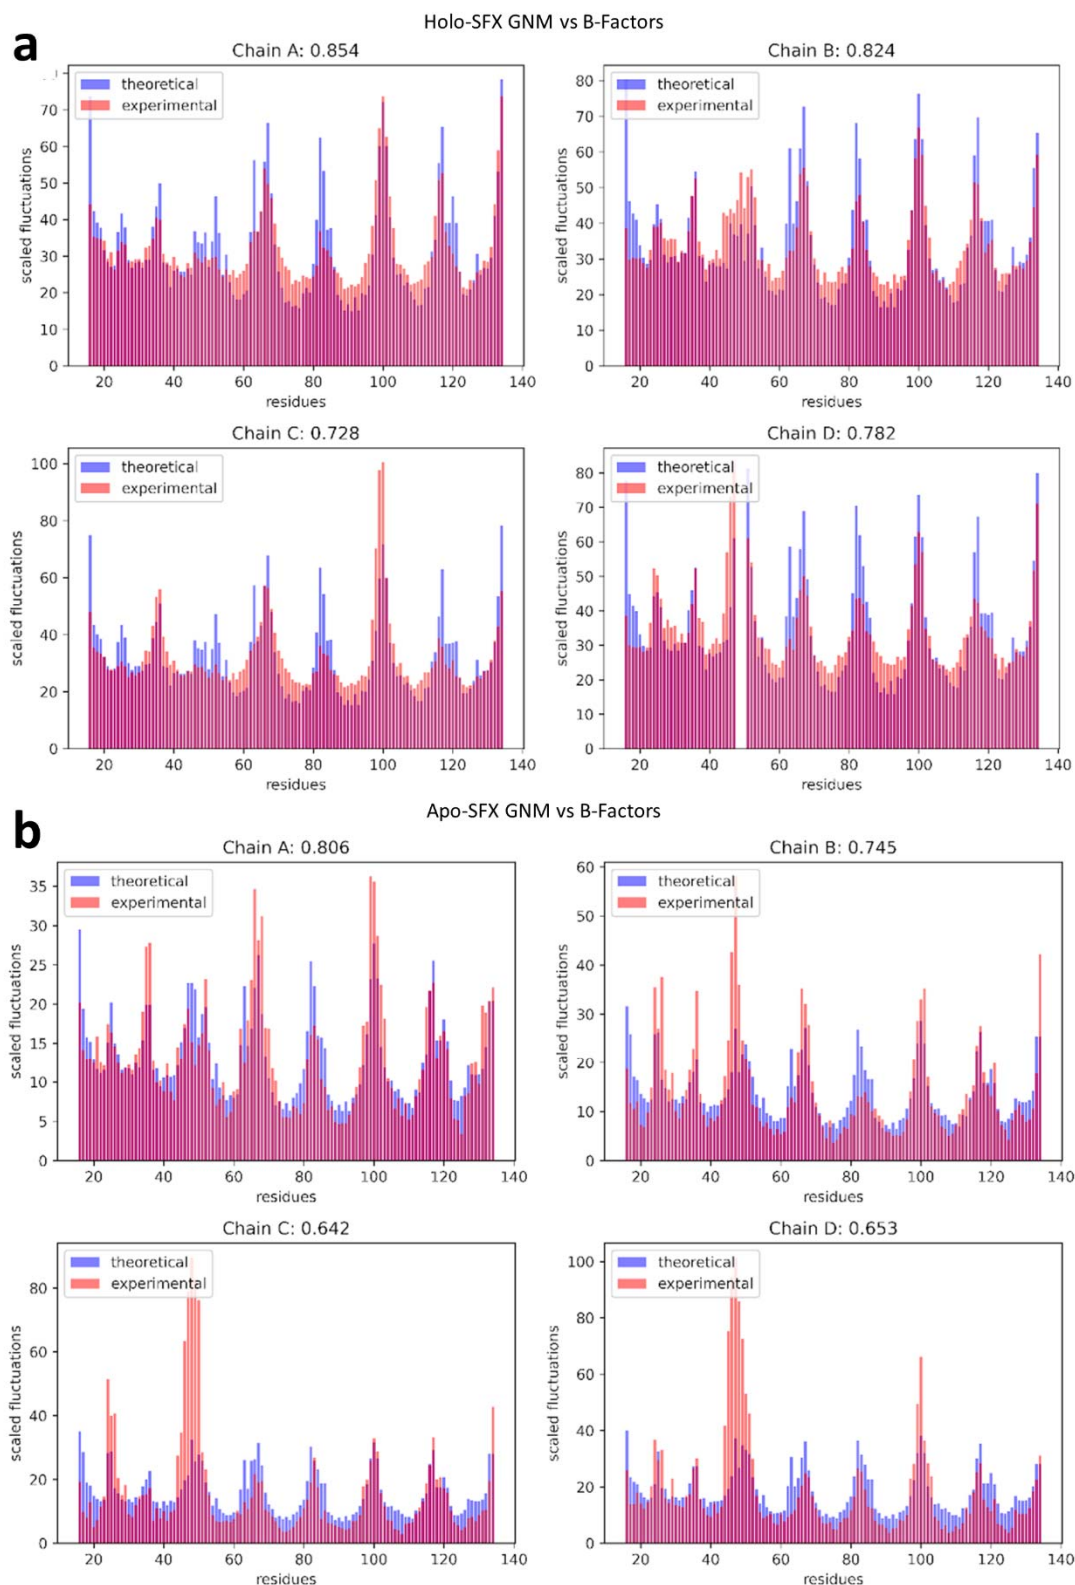 Holo-SFX GNM vs B-Factors
a
Chain A: 0.854
theoretical
experimental
scaled fluctuations
70
60
50
40
30
20
10
0
20 40 60 80 100 120 140
residues
Chain B: 0.824
theoretical
experimental
scaled fluctuations
80
70
60
50
40
30
20
10
0
20 40 60 80 100 120 140
residues
Chain C: 0.728
theoretical
experimental
scaled fluctuations
100
80
60
40
20
0
20 40 60 80 100 120 140
residues
Chain D: 0.782
theoretical
experimental
scaled fluctuations
80
70
60
50
40
30
20
10
0
20 40 60 80 100 120 140
residues
Apo-SFX GNM vs B-Factors
b
Chain A: 0.806
theoretical
experimental
scaled fluctuations
35
30
25
20
15
10
5
0
20 40 60 80 100 120 140
residues
Chain B: 0.745
theoretical
experimental
scaled fluctuations
60
50
40
30
20
10
0
20 40 60 80 100 120 140
residues
Chain C: 0.642
theoretical
experimental
scaled fluctuations
80
60
40
20
0
20 40 60 80 100 120 140
residues
Chain D: 0.653
theoretical
experimental
scaled fluctuations
100
80
60
40
20
0
20 40 60 80 100 120 140
residues